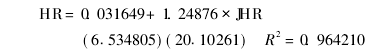 HR = 0.031649 + 1.24876 × JHR
(6.534805) (20.10261) R² = 0.964210